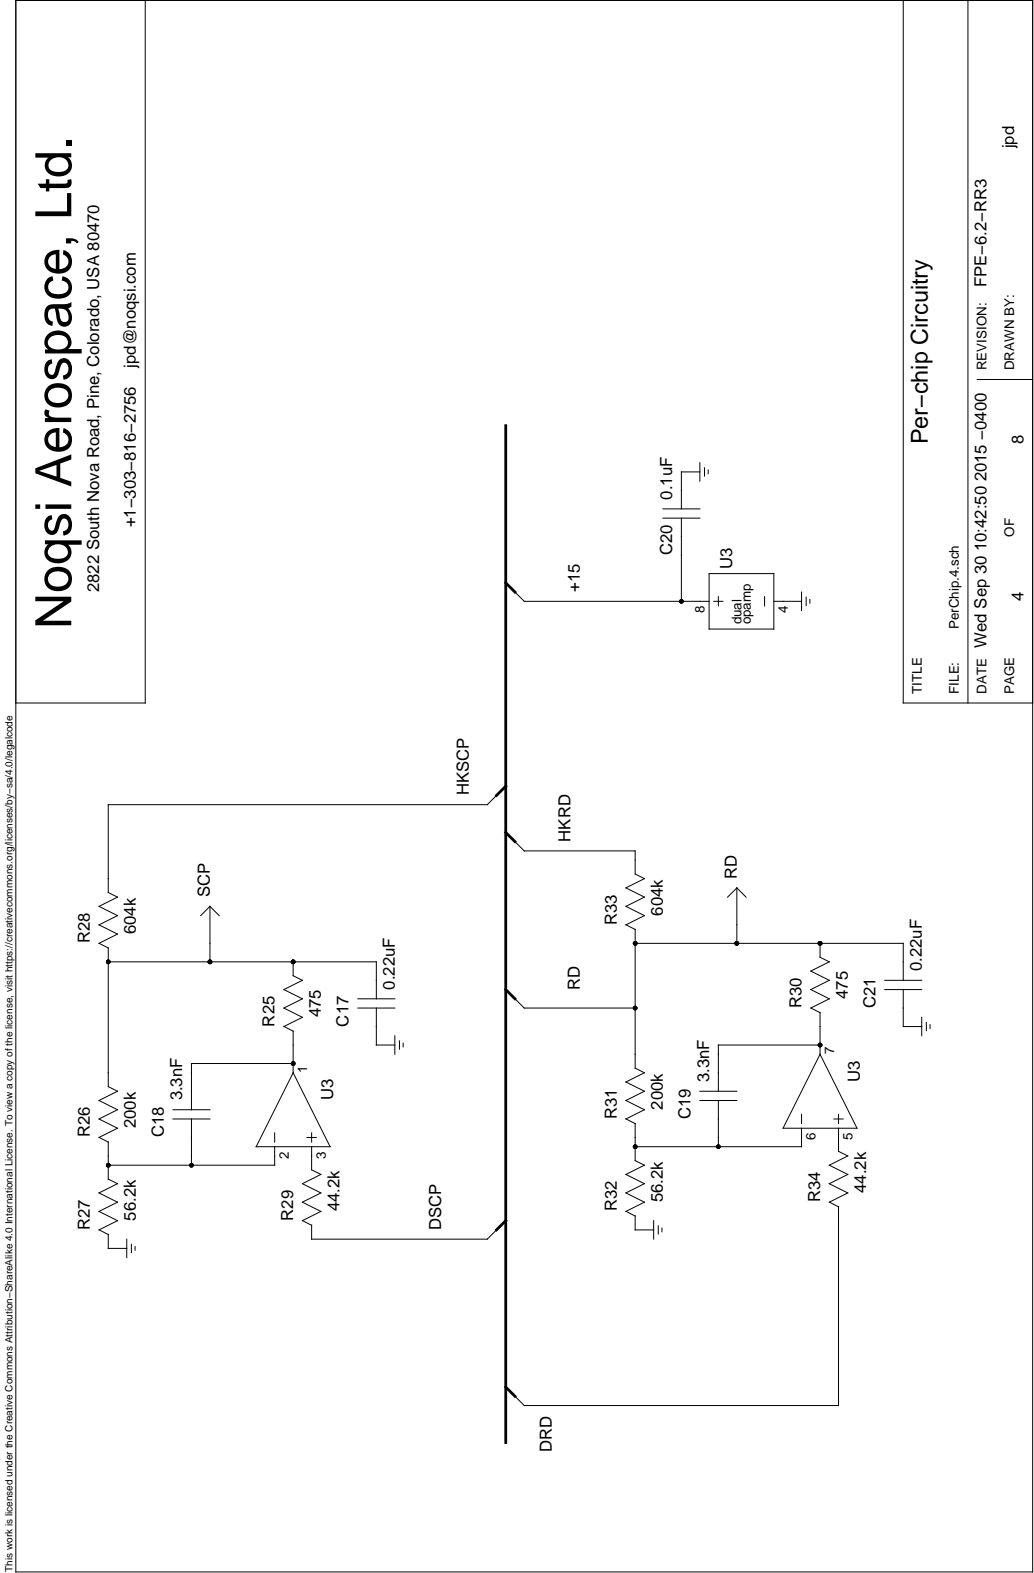 This work is licensed under the Creative Commons Attribution−ShareAlike 4.0 International License. To view a copy of the license, visit https://creativecommons.org/licenses/by−sa/4.0/legalcode
Noqsi Aerospace, Ltd.
2822 South Nova Road, Pine, Colorado, USA 80470
+1−303−816−2756 jpd@noqsi.com
R27
56.2k
R26
200k
R28
604k
C18
3.3nF
SCP
R25
475
C17
0.22uF
U3
1
2
3
−
+
R29
44.2k
DSCP
HKSCP
DRD
RD
HKRD
+15
R32
56.2k
R31
200k
R33
604k
C19
3.3nF
RD
R30
475
C21
0.22uF
U3
7
6
5
−
+
R34
44.2k
C20
0.1uF
U3
8
+
dual
opamp
−
4
TITLE
Per−chip Circuitry
FILE: PerChip.4.sch
REVISION: FPE−6.2−RR3
DATE Wed Sep 30 10:42:50 2015 −0400
PAGE 4 OF 8
DRAWN BY: jpd